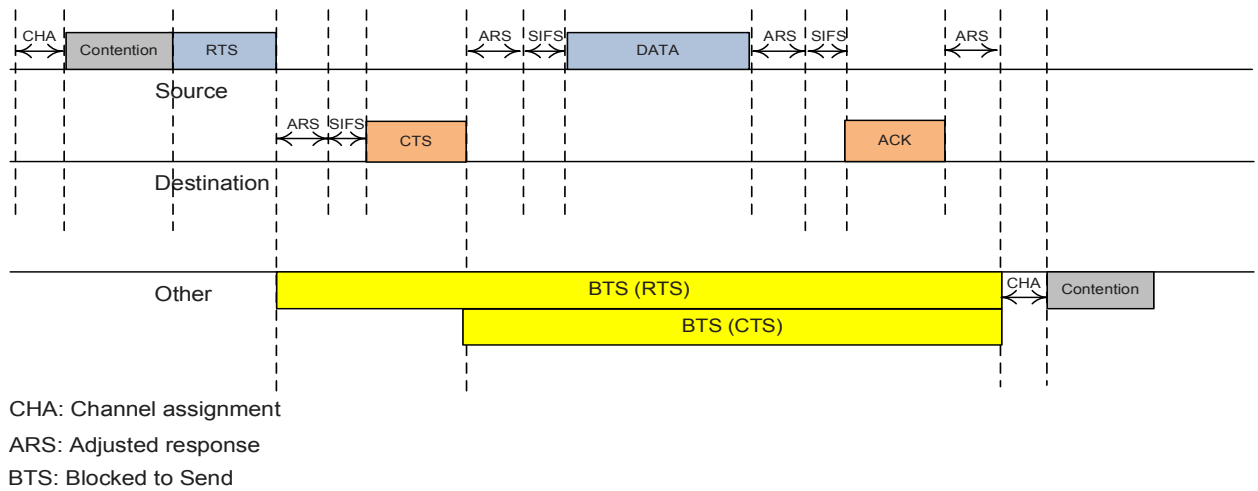 CHA
Contention
RTS
ARS
SIFS
DATA
ARS
SIFS
ARS
Source
ARS
SIFS
CTS
ACK
Destination
Other
BTS (RTS)
CHA
Contention
BTS (CTS)
CHA: Channel assignment
ARS: Adjusted response
BTS: Blocked to Send